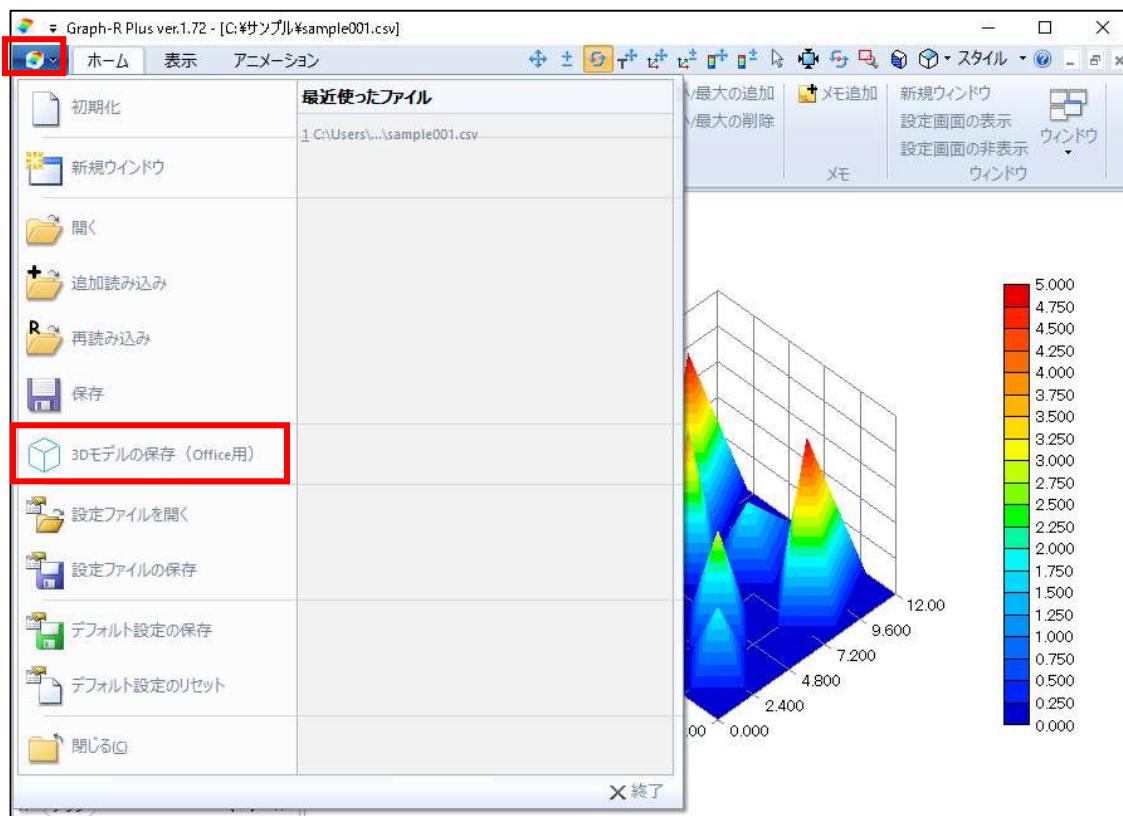 Graph-R Plus ver.1.72 - [C:¥サンプル¥sample001.csv]
ホーム 表示 アニメーション
スタイル
初期化
新規ウインドウ
開く
追加読み込み
再読み込み
保存
3Dモデルの保存（Office用）
設定ファイルを開く
設定ファイルの保存
デフォルト設定の保存
デフォルト設定のリセット
閉じる(C)
最近使ったファイル
1 C:\Users\...\sample001.csv
終了
/最大の追加
/最大の削除
メモ追加
メモ
新規ウィンドウ
設定画面の表示
設定画面の非表示
ウィンドウ
ウィンドウ
5.000
4.750
4.500
4.250
4.000
3.750
3.500
3.250
3.000
2.750
2.500
2.250
2.000
1.750
1.500
1.250
1.000
0.750
0.500
0.250
0.000
12.00
9.600
7.200
4.800
2.400
00 0.000